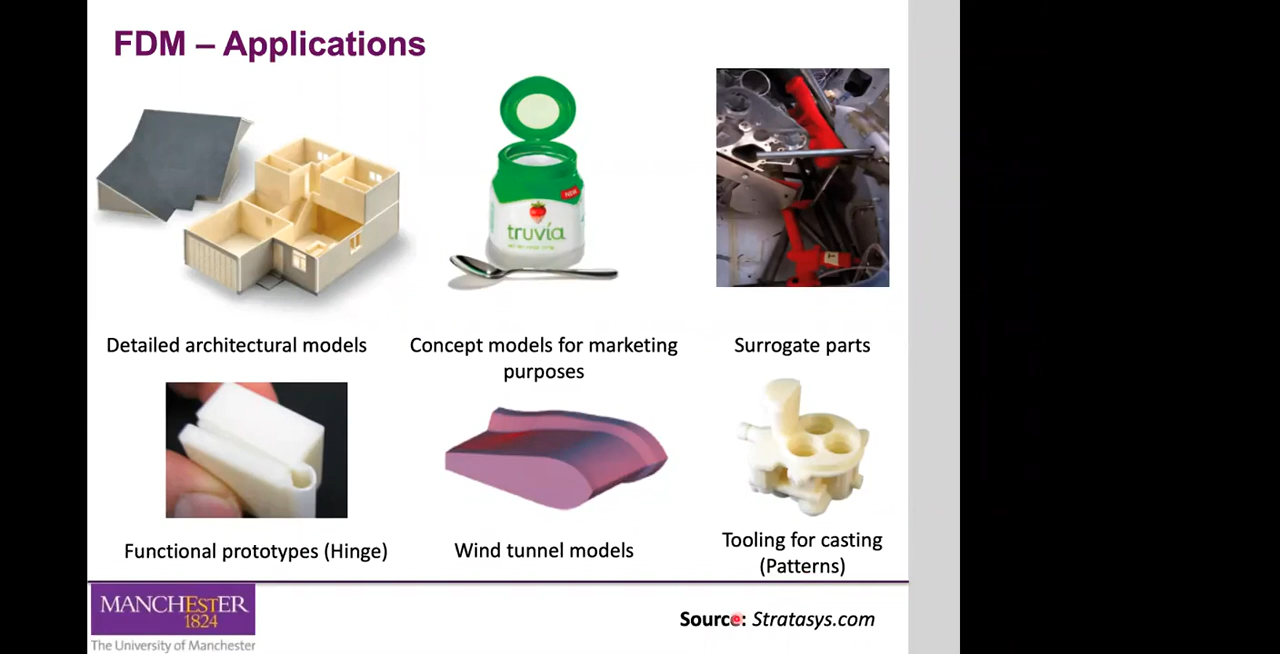 FDM – Applications
NEW
truvia
Detailed architectural models
Concept models for marketing
purposes
Surrogate parts
Functional prototypes (Hinge)
Wind tunnel models
Tooling for casting
(Patterns)
MANCHESTER
1824
The University of Manchester
Source: Stratasys.com